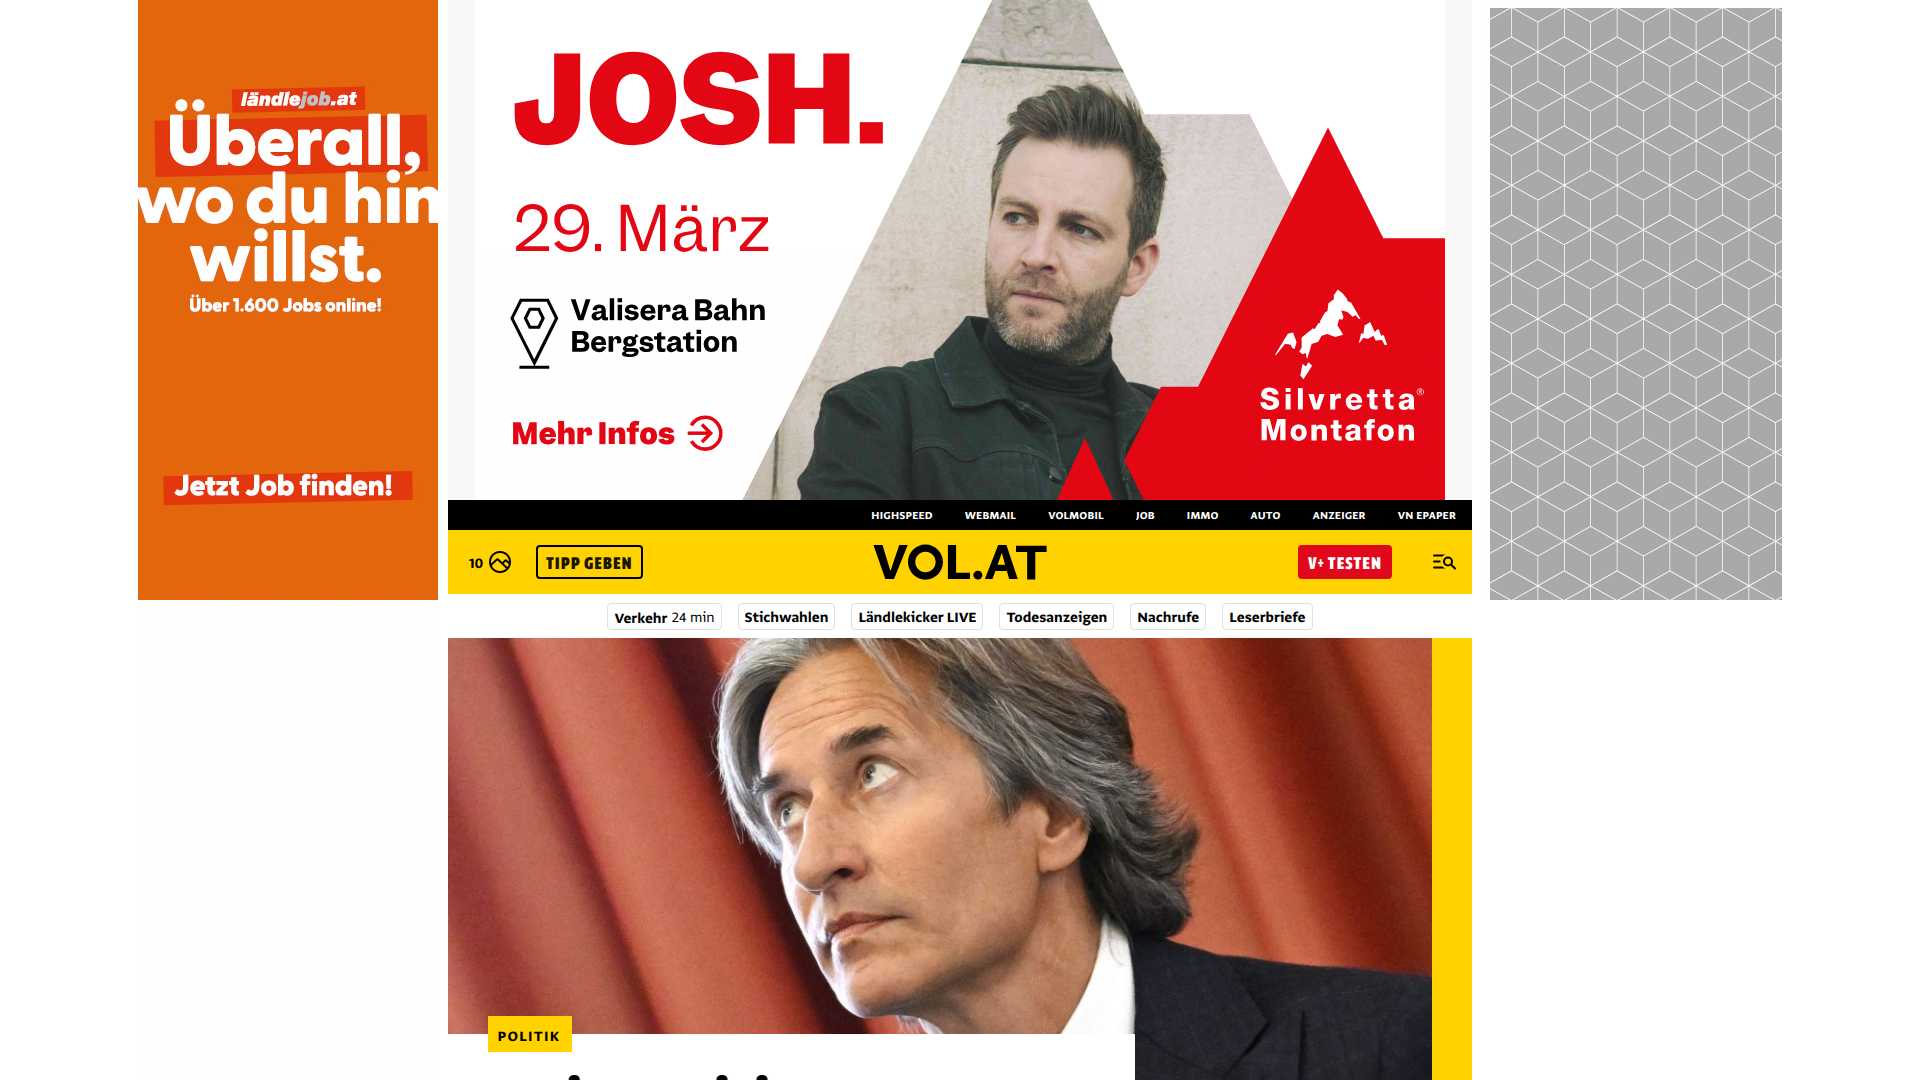 ländlejob.at
Überall,
wo du hin
willst.
Über 1.600 Jobs online!
Jetzt Job finden!
JOSH.
29. März
Valisera Bahn
Bergstation
Mehr Infos
Silvretta®
Montafon
HIGHSPEED WEBMAIL VOLMOBIL JOB IMMO AUTO ANZEIGER VN EPAPER
10 TIPP GEBEN VOL.AT V+ TESTEN
Verkehr 24 min Stichwahlen Ländlekicker LIVE Todesanzeigen Nachrufe Leserbriefe
POLITIK